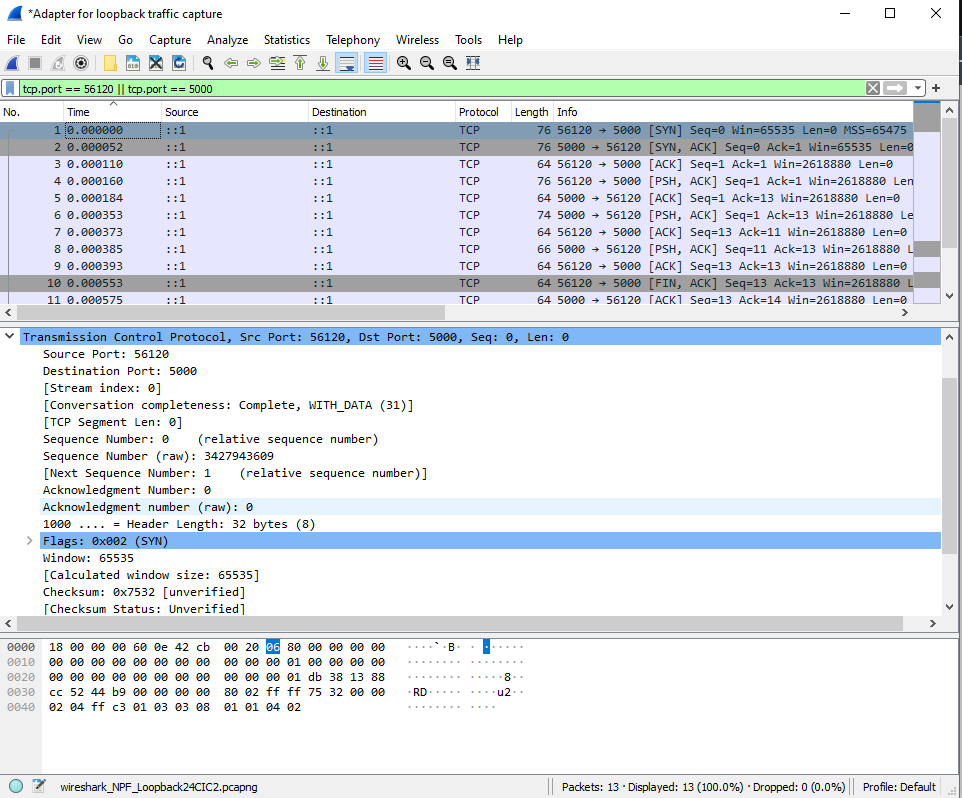 *Adapter for loopback traffic capture
File Edit View Go Capture Analyze Statistics Telephony Wireless Tools Help
tcp.port == 56120 || tcp.port == 5000
No. Time Source Destination Protocol Length Info
1 0.000000 ::1 ::1 TCP 76 56120 → 5000 [SYN] Seq=0 Win=65535 Len=0 MSS=65475
2 0.000052 ::1 ::1 TCP 76 5000 → 56120 [SYN, ACK] Seq=0 Ack=1 Win=65535 Len=0
3 0.000110 ::1 ::1 TCP 64 56120 → 5000 [ACK] Seq=1 Ack=1 Win=2618880 Len=0
4 0.000160 ::1 ::1 TCP 76 56120 → 5000 [PSH, ACK] Seq=1 Ack=1 Win=2618880 Len
5 0.000184 ::1 ::1 TCP 64 5000 → 56120 [ACK] Seq=1 Ack=13 Win=2618880 Len=0
6 0.000353 ::1 ::1 TCP 74 5000 → 56120 [PSH, ACK] Seq=1 Ack=13 Win=2618880 Le
7 0.000373 ::1 ::1 TCP 64 56120 → 5000 [ACK] Seq=13 Ack=11 Win=2618880 Len=0
8 0.000385 ::1 ::1 TCP 66 5000 → 56120 [PSH, ACK] Seq=11 Ack=13 Win=2618880 L
9 0.000393 ::1 ::1 TCP 64 56120 → 5000 [ACK] Seq=13 Ack=13 Win=2618880 Len=0
10 0.000553 ::1 ::1 TCP 64 56120 → 5000 [FIN, ACK] Seq=13 Ack=13 Win=2618880 L
11 0.000575 ::1 ::1 TCP 64 5000 → 56120 [ACK] Seq=13 Ack=14 Win=2618880 Len=0
Transmission Control Protocol, Src Port: 56120, Dst Port: 5000, Seq: 0, Len: 0
Source Port: 56120
Destination Port: 5000
[Stream index: 0]
[Conversation completeness: Complete, WITH_DATA (31)]
[TCP Segment Len: 0]
Sequence Number: 0 (relative sequence number)
Sequence Number (raw): 3427943609
[Next Sequence Number: 1 (relative sequence number)]
Acknowledgment Number: 0
Acknowledgment number (raw): 0
1000 .... = Header Length: 32 bytes (8)
Flags: 0x002 (SYN)
Window: 65535
[Calculated window size: 65535]
Checksum: 0x7532 [unverified]
[Checksum Status: Unverified]
0000 18 00 00 00 60 0e 42 cb 00 20 06 80 00 00 00 00 ····`·B· · ······
0010 00 00 00 00 00 00 00 00 00 00 00 01 00 00 00 00 ········ ········
0020 00 00 00 00 00 00 00 00 00 00 00 01 db 38 13 88 ········ ·····8··
0030 cc 52 44 b9 00 00 00 00 80 02 ff ff 75 32 00 00 ·RD····· ····u2··
0040 02 04 ff c3 01 03 03 08 01 01 04 02 ········ ····
wireshark_NPF_Loopback24CIC2.pcapng Packets: 13 · Displayed: 13 (100.0%) · Dropped: 0 (0.0%) Profile: Default